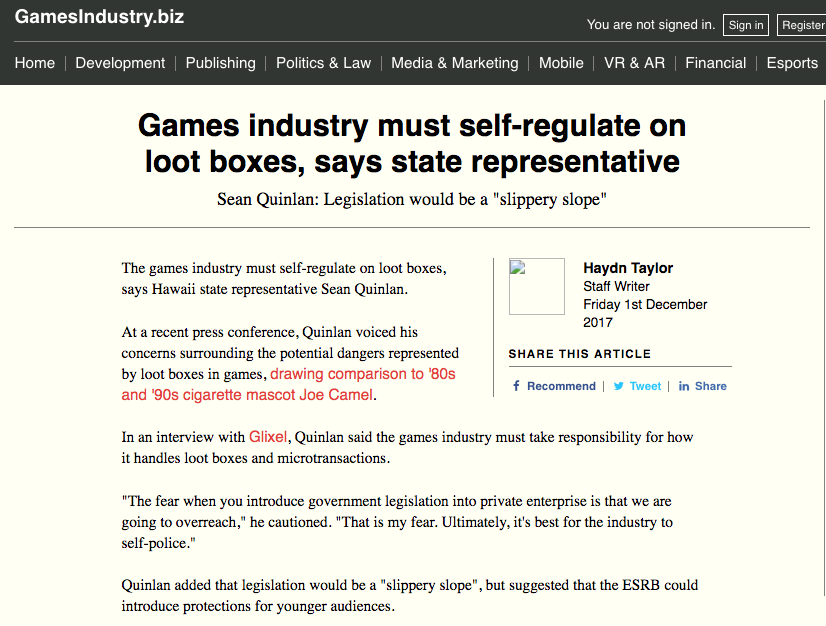 GamesIndustry.biz
You are not signed in. Sign in Register
Home Development Publishing Politics & Law Media & Marketing Mobile VR & AR Financial Esports
Games industry must self-regulate on
loot boxes, says state representative
Sean Quinlan: Legislation would be a "slippery slope"
The games industry must self-regulate on loot boxes,
says Hawaii state representative Sean Quinlan.
At a recent press conference, Quinlan voiced his
concerns surrounding the potential dangers represented
by loot boxes in games, drawing comparison to '80s
and '90s cigarette mascot Joe Camel.
Haydn Taylor
Staff Writer
Friday 1st December
2017
SHARE THIS ARTICLE
Recommend | Tweet | Share
In an interview with Glixel, Quinlan said the games industry must take responsibility for how
it handles loot boxes and microtransactions.
"The fear when you introduce government legislation into private enterprise is that we are
going to overreach," he cautioned. "That is my fear. Ultimately, it's best for the industry to
self-police."
Quinlan added that legislation would be a "slippery slope", but suggested that the ESRB could
introduce protections for younger audiences.